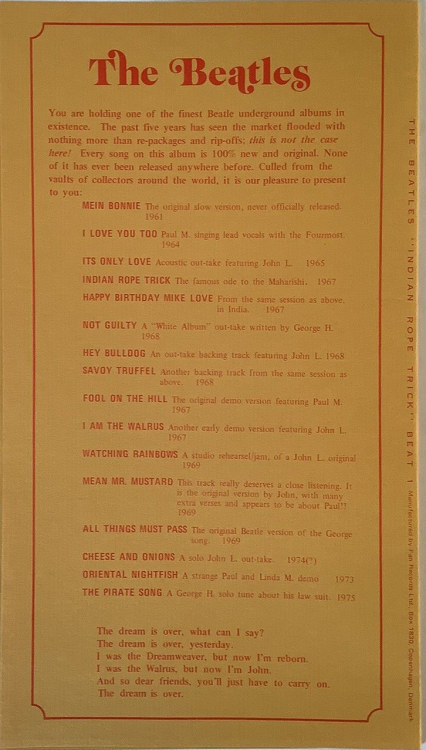 The Beatles
You are holding one of the finest Beatle underground albums in
existence. The past five years has seen the market flooded with
nothing more than re-packages and rip-offs; this is not the case
here! Every song on this album is 100% new and original. None
of it has ever been released anywhere before. Culled from the
vaults of collectors around the world, it is our pleasure to present
to you:
MEIN BONNIE The original slow version, never officially released.
1961
I LOVE YOU TOO Paul M. singing lead vocals with the Fourmost.
1964
ITS ONLY LOVE Acoustic out-take featuring John L. 1965
INDIAN ROPE TRICK The famous ode to the Maharishi. 1967
HAPPY BIRTHDAY MIKE LOVE From the same session as above,
in India. 1967
NOT GUILTY A "White Album" out-take written by George H.
1968
HEY BULLDOG An out-take backing track featuring John L. 1968
SAVOY TRUFFEL Another backing track from the same session as
above. 1968
FOOL ON THE HILL The original demo version featuring Paul M.
1967
I AM THE WALRUS Another early demo version featuring John L.
1967
WATCHING RAINBOWS A studio rehearsel/jam, of a John L. original
1969
MEAN MR. MUSTARD This track really deserves a close listening. It
is the original version by John, with many
extra verses and appears to be about Paul!!
1969
ALL THINGS MUST PASS The original Beatle version of the George
song. 1969
CHEESE AND ONIONS A solo John L. out-take. 1974(?)
ORIENTAL NIGHTFISH A strange Paul and Linda M. demo 1973
THE PIRATE SONG A George H. solo tune about his law suit. 1975
The dream is over, what can I say?
The dream is over, yesterday.
I was the Dreamweaver, but now I'm reborn.
I was the Walrus, but now I'm John.
And so dear friends, you'll just have to carry on.
The dream is over.
THE BEATLES "INDIAN ROPE TRICK" BEAT 1 Manufactured by Fan Records Ltd. Box 1630, Copenhagen, Denmark